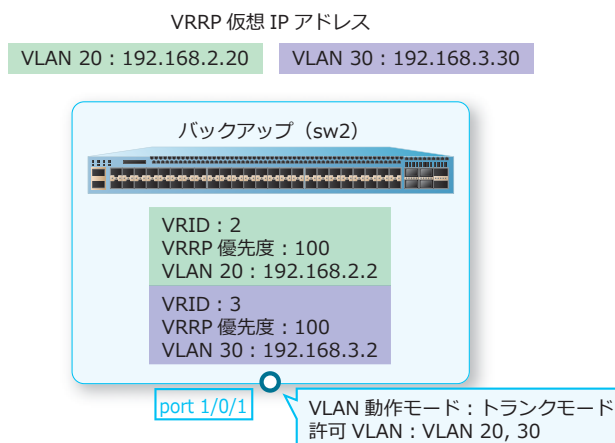 VRRP 仮想 IP アドレス
VLAN 20：192.168.2.20
VLAN 30：192.168.3.30
バックアップ（sw2）
VRID：2
VRRP 優先度：100
VLAN 20：192.168.2.2
VRID：3
VRRP 優先度：100
VLAN 30：192.168.3.2
port 1/0/1
VLAN 動作モード：トランクモード
許可 VLAN：VLAN 20, 30